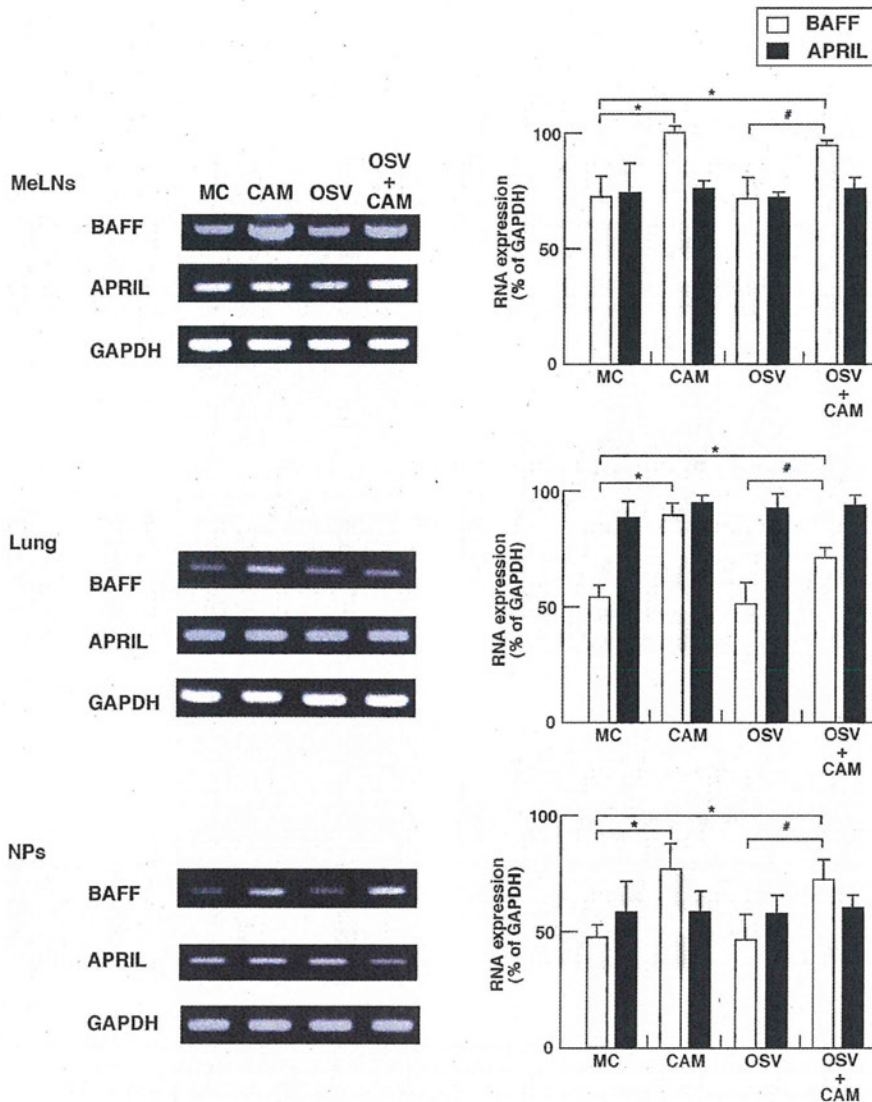 BAFF
APRIL
MeLNs
MC CAM OSV OSV
+
CAM
BAFF
APRIL
GAPDH
RNA expression
(% of GAPDH)
100
50
0
* * #
MC CAM OSV OSV
+
CAM
Lung
BAFF
APRIL
GAPDH
RNA expression
(% of GAPDH)
100
50
0
* * #
MC CAM OSV OSV
+
CAM
NPs
BAFF
APRIL
GAPDH
RNA expression
(% of GAPDH)
100
50
0
* * #
MC CAM OSV OSV
+
CAM